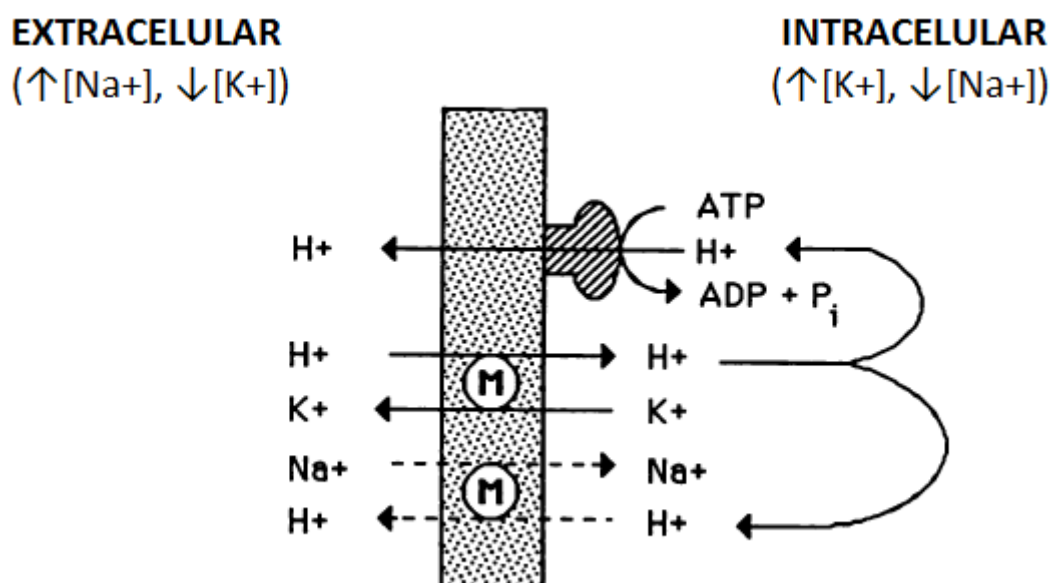 EXTRACELULAR
(↑[Na+], ↓[K+])
INTRACELULAR
(↑[K+], ↓[Na+])
ATP
H+ H+
ADP + Pi
H+ H+
M
K+ K+
Na+ Na+
M
H+ H+